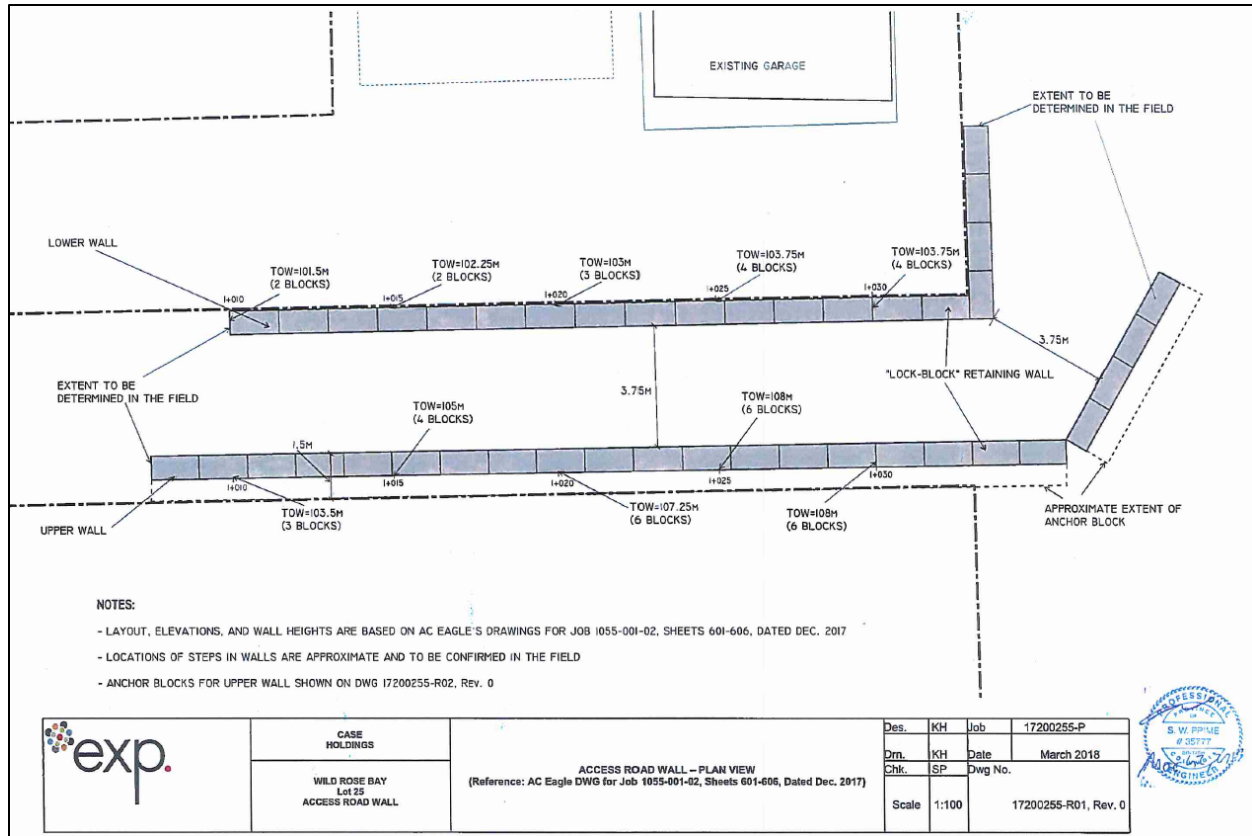 EXISTING GARAGE
EXTENT TO BE
DETERMINED IN THE FIELD
LOWER WALL
TOW=101.5M
(2 BLOCKS)
TOW=102.25M
(2 BLOCKS)
TOW=103M
(3 BLOCKS)
TOW=103.75M
(4 BLOCKS)
TOW=103.75M
(4 BLOCKS)
1+010
1+015
1+020
1+025
1+030
3.75M
EXTENT TO BE
DETERMINED IN THE FIELD
3.75M
"LOCK-BLOCK" RETAINING WALL
TOW=105M
(4 BLOCKS)
TOW=108M
(6 BLOCKS)
1.5M
1+010
1+015
1+020
1+025
1+030
UPPER WALL
TOW=103.5M
(3 BLOCKS)
TOW=107.25M
(6 BLOCKS)
TOW=108M
(6 BLOCKS)
APPROXIMATE EXTENT OF
ANCHOR BLOCK
NOTES:
- LAYOUT, ELEVATIONS, AND WALL HEIGHTS ARE BASED ON AC EAGLE'S DRAWINGS FOR JOB 1055-001-02, SHEETS 601-606, DATED DEC. 2017
- LOCATIONS OF STEPS IN WALLS ARE APPROXIMATE AND TO BE CONFIRMED IN THE FIELD
- ANCHOR BLOCKS FOR UPPER WALL SHOWN ON DWG 17200255-R02, REV. 0
exp.
CASE
HOLDINGS
WILD ROSE BAY
Lot 25
ACCESS ROAD WALL
ACCESS ROAD WALL – PLAN VIEW
(Reference: AC Eagle DWG for Job 1055-001-02, Sheets 601-606, Dated Dec. 2017)
Des. KH Job 17200255-P
Drn. KH Date March 2018
Chk. SP Dwg No.
Scale 1:100 17200255-R01, Rev. 0
PROFESSIONAL
PROVINCE
OF
S. W. PRIME
# 35777
ENGINEER